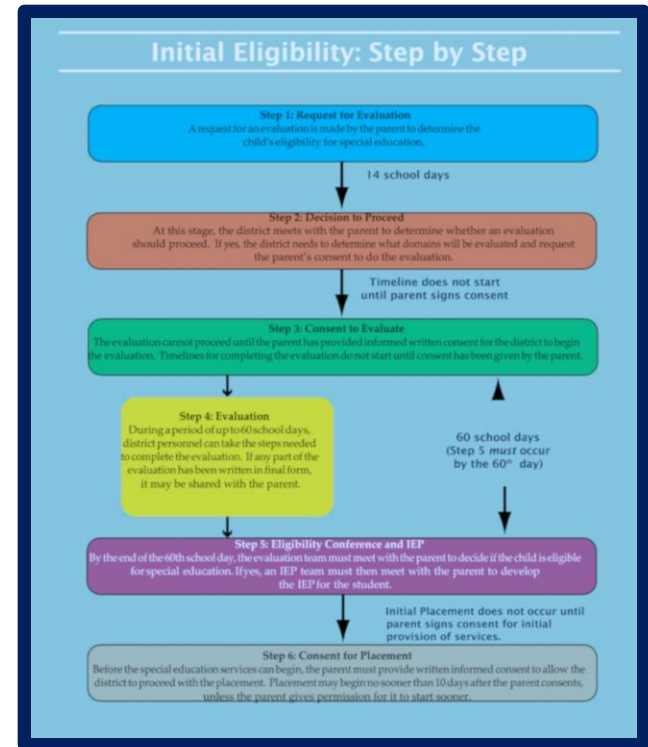 Initial Eligibility: Step by Step
Step 1: Request for Evaluation
A request for an evaluation is made by the parent to determine the
child's eligibility for special education.
14 school days
Step 2: Decision to Proceed
At this stage, the district meets with the parent to determine whether an evaluation
should proceed. If yes, the district needs to determine what domains will be evaluated and request
the parent's consent to do the evaluation.
Timeline does not start
until parent signs consent
Step 3: Consent to Evaluate
The evaluation cannot proceed until the parent has provided informed written consent for the district to begin
the evaluation. Timelines for completing the evaluation do not start until consent has been given by the parent.
Step 4: Evaluation
During a period of up to 60 school days,
district personnel can take the steps needed
to complete the evaluation. If any part of the
evaluation has been written in final form,
it may be shared with the parent.
60 school days
(Step 5 must occur
by the 60th day)
Step 5: Eligibility Conference and IEP
By the end of the 60th school day, the evaluation team must meet with the parent to decide if the child is eligible
for special education. If yes, an IEP team must then meet with the parent to develop
the IEP for the student.
Initial Placement does not occur until
parent signs consent for initial
provision of services.
Step 6: Consent for Placement
Before the special education services can begin, the parent must provide written informed consent to allow the
district to proceed with the placement. Placement may begin no sooner than 10 days after the parent consents,
unless the parent gives permission for it to start sooner.